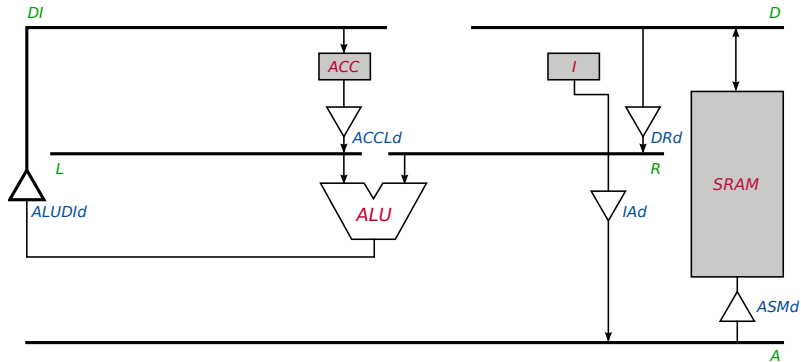 DI
D
ACC
I
ACCLd
DRd
L
R
SRAM
ALUDId
ALU
IAd
ASMd
A